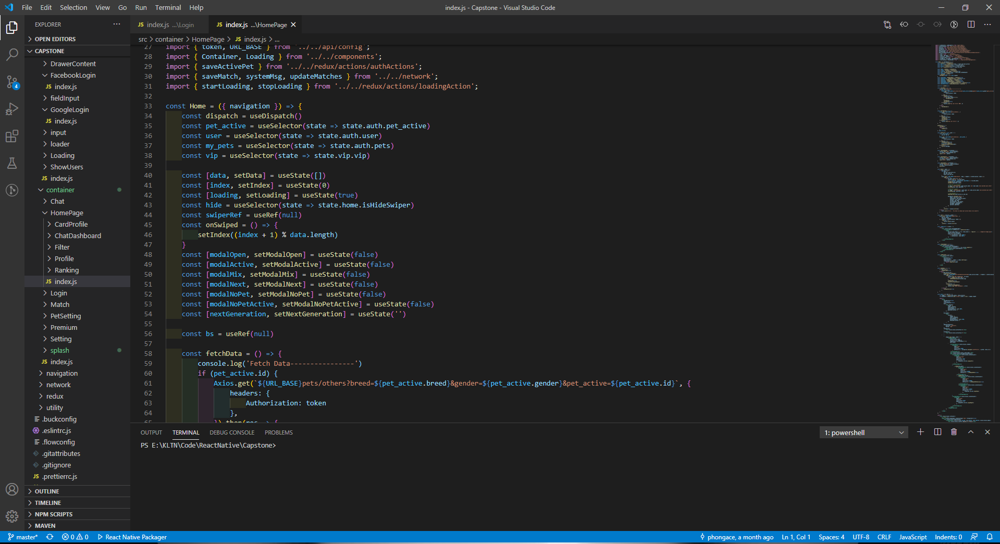 File Edit Selection View Go Run Terminal Help
index.js - Capstone - Visual Studio Code
EXPLORER
OPEN EDITORS
CAPSTONE
DrawerContent
FacebookLogin
JS index.js
fieldInput
GoogleLogin
JS index.js
input
loader
Loading
ShowUsers
JS index.js
container
Chat
HomePage
CardProfile
ChatDashboard
Filter
Profile
Ranking
JS index.js
Login
Match
PetSetting
Premium
Setting
splash
JS index.js
navigation
network
redux
utility
.buckconfig
.eslintrc.js
.flowconfig
.gitattributes
.gitignore
JS .prettierrc.js
OUTLINE
TIMELINE
NPM SCRIPTS
MAVEN
4
JS index.js ...\Login
JS index.js ...\HomePage
src > container > HomePage > JS index.js > ...
27 import { token, URL_BASE } from '../../api/config';
28 import { Container, Loading } from '../../components';
29 import { saveActivePet } from '../../redux/actions/authActions';
30 import { saveMatch, systemMsg, updateMatches } from '../../network';
31 import { startLoading, stopLoading } from '../../redux/actions/loadingAction';
32
33 const Home = ({ navigation }) => {
34 const dispatch = useDispatch()
35 const pet_active = useSelector(state => state.auth.pet_active)
36 const user = useSelector(state => state.auth.user)
37 const my_pets = useSelector(state => state.auth.pets)
38 const vip = useSelector(state => state.vip.vip)
39
40 const [data, setData] = useState([])
41 const [index, setIndex] = useState(0)
42 const [loading, setLoading] = useState(true)
43 const hide = useSelector(state => state.home.isHideSwiper)
44 const swiperRef = useRef(null)
45 const onSwiped = () => {
46 setIndex((index + 1) % data.length)
47 }
48 const [modalOpen, setModalOpen] = useState(false)
49 const [modalActive, setModalActive] = useState(false)
50 const [modalMix, setModalMix] = useState(false)
51 const [modalNext, setModalNext] = useState(false)
52 const [modalNoPet, setModalNoPet] = useState(false)
53 const [modalNoPetActive, setModalNoPetActive] = useState(false)
54 const [nextGeneration, setNextGeneration] = useState('')
55
56 const bs = useRef(null)
57
58 const fetchData = () => {
59 console.log('Fetch Data----------------')
60 if (pet_active.id) {
61 Axios.get(`${URL_BASE}pets/others?breed=${pet_active.breed}&gender=${pet_active.gender}&pet_active=${pet_active.id}`, {
62 headers: {
63 Authorization: token
64 },
65 }).then(res => {
OUTPUT TERMINAL DEBUG CONSOLE PROBLEMS
1: powershell
PS E:\KLTN\Code\ReactNative\Capstone>
master* 0 0 React Native Packager
phongace, a month ago Ln 1, Col 1 Spaces: 4 UTF-8 CRLF JavaScript Indents: 0